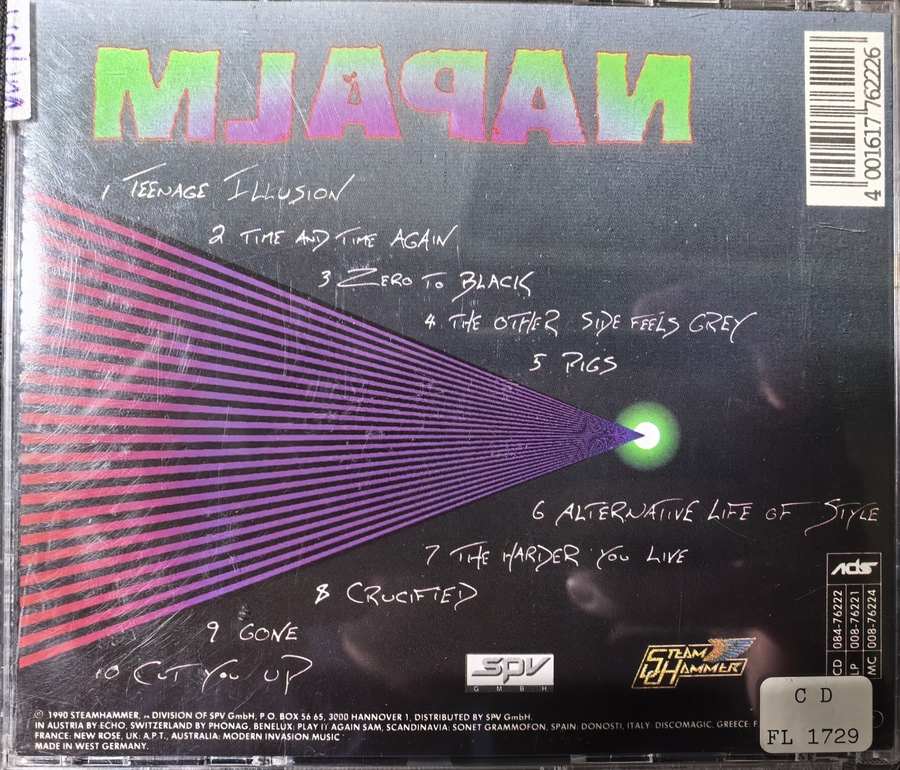 NAPALM
4 001617 762226
1 TEENAGE ILLUSION
2 TIME AND TIME AGAIN
3 ZERO TO BLACK
4 THE OTHER SIDE FEELS GREY
5 PIGS
6 ALTERNATIVE LIFE OF STYLE
7 THE HARDER YOU LIVE
8 CRUCIFIED
9 GONE
10 CUT YOU UP
ADS
CD 084-76222
LP 008-76221
MC 008-76224
SPV
GMBH
STEAM
HAMMER
℗ 1990 STEAMHAMMER, DIVISION OF SPV GmbH, P.O. BOX 56 65, 3000 HANNOVER 1. DISTRIBUTED BY SPV GmbH.
IN AUSTRIA BY ECHO, SWITZERLAND BY PHONAG, BENELUX: PLAY IT AGAIN SAM, SCANDINAVIA: SONET GRAMMOFON, SPAIN: DONOSTI, ITALY: DISCOMAGIC, GREECE: F
FRANCE: NEW ROSE, UK: A.P.T., AUSTRALIA: MODERN INVASION MUSIC
MADE IN WEST GERMANY.
CD
FL 1729